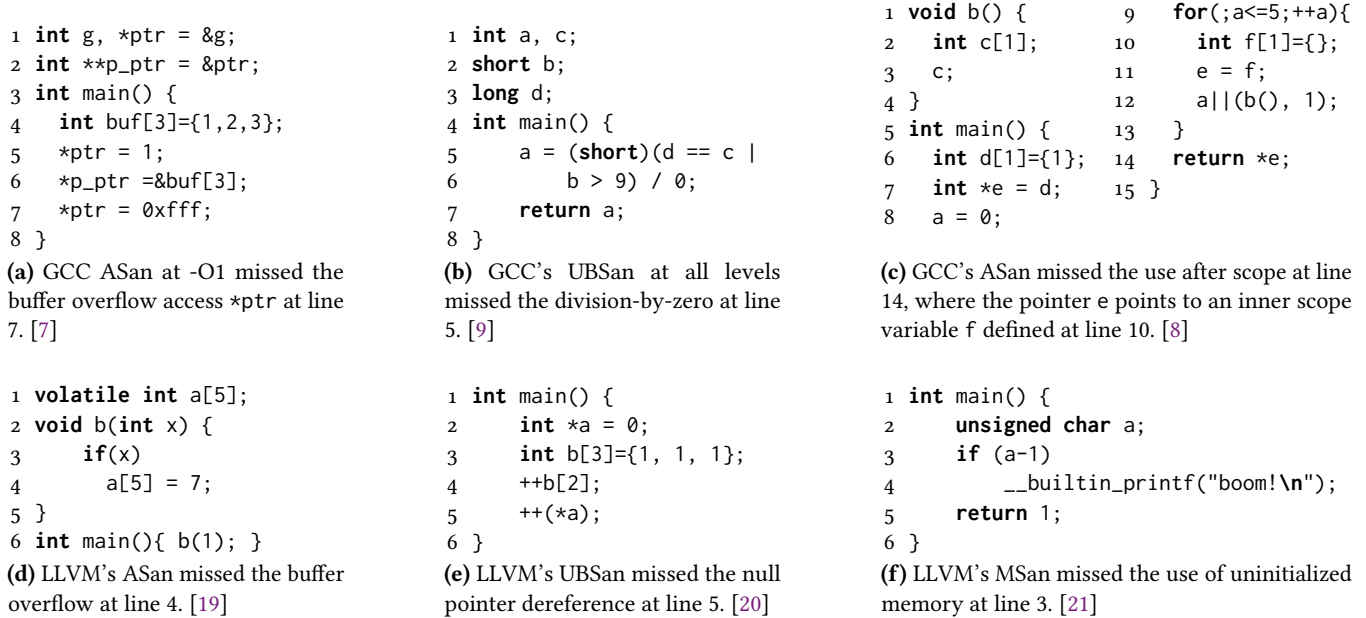 1 int g, *ptr = &g;
2 int **p_ptr = &ptr;
3 int main() {
4 int buf[3]={1,2,3};
5 *ptr = 1;
6 *p_ptr =&buf[3];
7 *ptr = 0xfff;
8 }
(a) GCC ASan at -O1 missed the
buffer overflow access *ptr at line
7. [7]
1 int a, c;
2 short b;
3 long d;
4 int main() {
5 a = (short)(d == c |
6 b > 9) / 0;
7 return a;
8 }
(b) GCC's UBSan at all levels
missed the division-by-zero at line
5. [9]
1 void b() {
2 int c[1];
3 c;
4 }
5 int main() {
6 int d[1]={1};
7 int *e = d;
8 a = 0;
9 for(;a<=5;++a){
10 int f[1]={};
11 e = f;
12 a||(b(), 1);
13 }
14 return *e;
15 }
(c) GCC's ASan missed the use after scope at line
14, where the pointer e points to an inner scope
variable f defined at line 10. [8]
1 volatile int a[5];
2 void b(int x) {
3 if(x)
4 a[5] = 7;
5 }
6 int main(){ b(1); }
(d) LLVM's ASan missed the buffer
overflow at line 4. [19]
1 int main() {
2 int *a = 0;
3 int b[3]={1, 1, 1};
4 ++b[2];
5 ++(*a);
6 }
(e) LLVM's UBSan missed the null
pointer dereference at line 5. [20]
1 int main() {
2 unsigned char a;
3 if (a-1)
4 __builtin_printf("boom!\n");
5 return 1;
6 }
(f) LLVM's MSan missed the use of uninitialized
memory at line 3. [21]